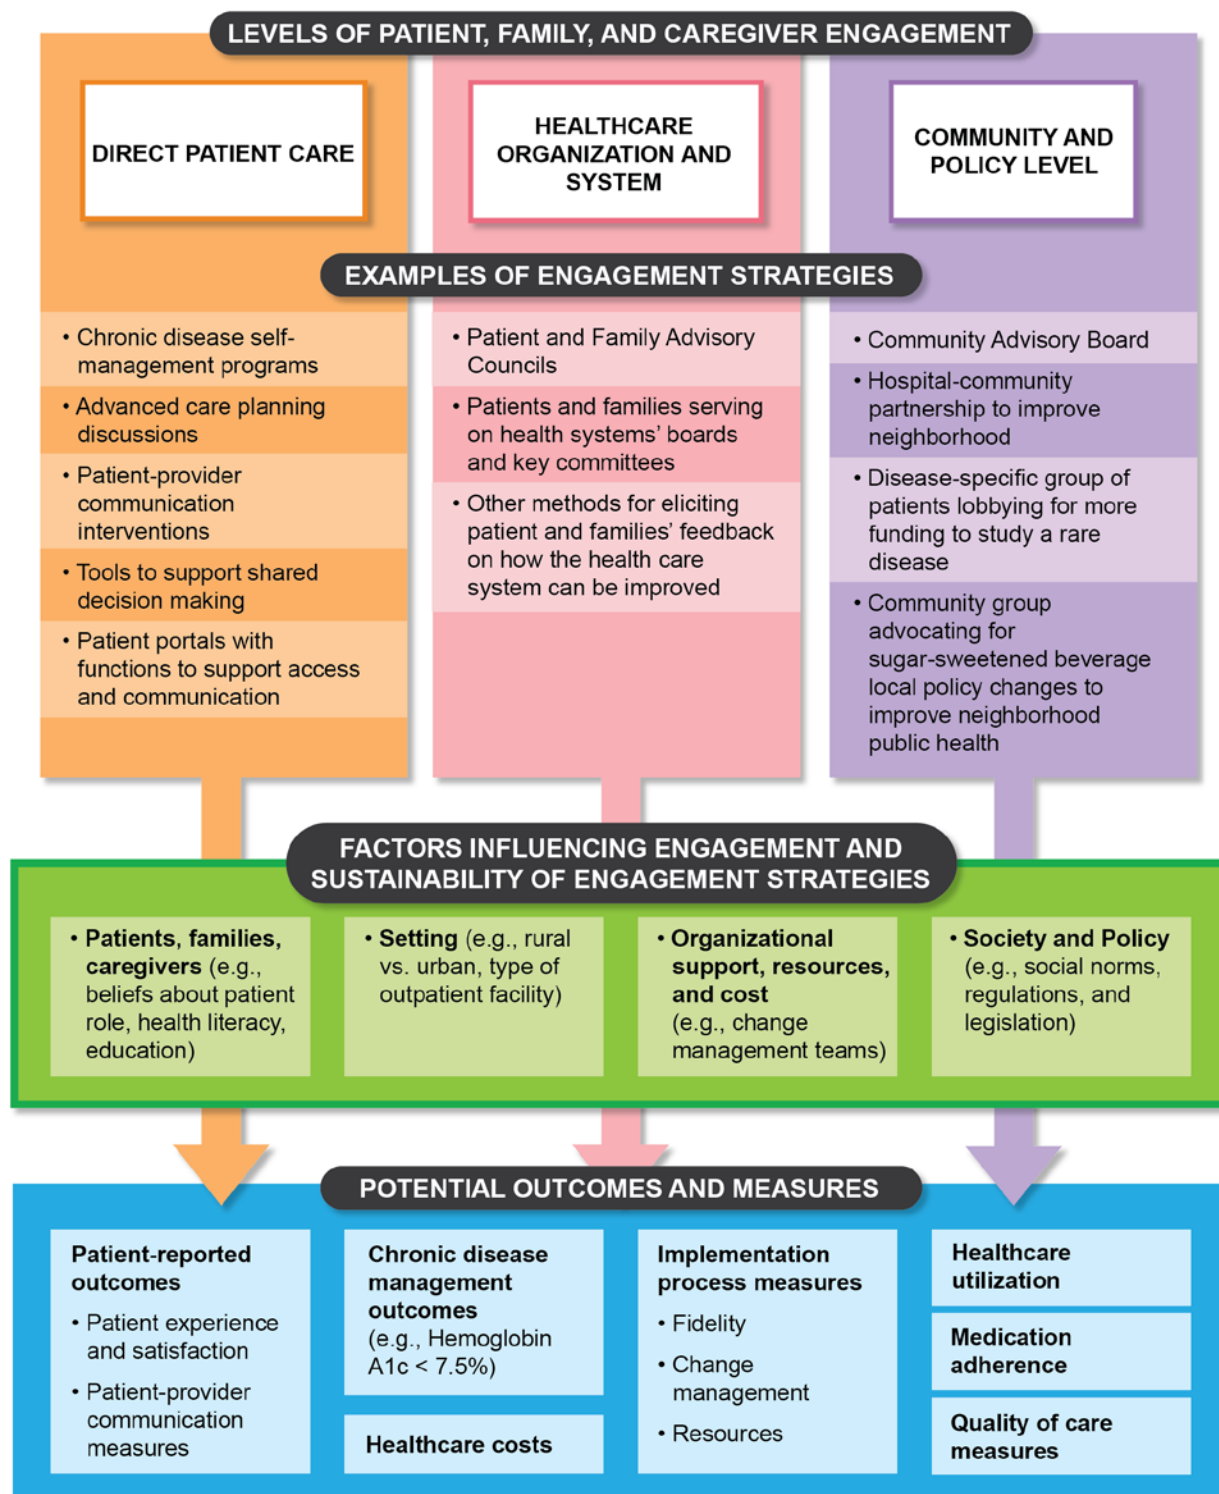 LEVELS OF PATIENT, FAMILY, AND CAREGIVER ENGAGEMENT
DIRECT PATIENT CARE
HEALTHCARE
ORGANIZATION AND
SYSTEM
COMMUNITY AND
POLICY LEVEL
EXAMPLES OF ENGAGEMENT STRATEGIES
• Chronic disease self-
management programs
• Advanced care planning
discussions
• Patient-provider
communication
interventions
• Tools to support shared
decision making
• Patient portals with
functions to support access
and communication
• Patient and Family Advisory
Councils
• Patients and families serving
on health systems’ boards
and key committees
• Other methods for eliciting
patient and families’ feedback
on how the health care
system can be improved
• Community Advisory Board
• Hospital-community
partnership to improve
neighborhood
• Disease-specific group of
patients lobbying for more
funding to study a rare
disease
• Community group
advocating for
sugar-sweetened beverage
local policy changes to
improve neighborhood
public health
FACTORS INFLUENCING ENGAGEMENT AND
SUSTAINABILITY OF ENGAGEMENT STRATEGIES
• Patients, families,
caregivers (e.g.,
beliefs about patient
role, health literacy,
education)
• Setting (e.g., rural
vs. urban, type of
outpatient facility)
• Organizational
support, resources,
and cost
(e.g., change
management teams)
• Society and Policy
(e.g., social norms,
regulations, and
legislation)
POTENTIAL OUTCOMES AND MEASURES
Patient-reported
outcomes
• Patient experience
and satisfaction
• Patient-provider
communication
measures
Chronic disease
management
outcomes
(e.g., Hemoglobin
A1c < 7.5%)
Healthcare costs
Implementation
process measures
• Fidelity
• Change
management
• Resources
Healthcare
utilization
Medication
adherence
Quality of care
measures